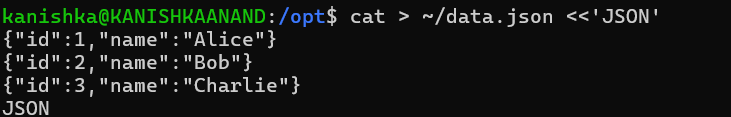 kanishka@KANISHKAANAND:/opt$ cat > ~/data.json <<'JSON'
{"id":1,"name":"Alice"}
{"id":2,"name":"Bob"}
{"id":3,"name":"Charlie"}
JSON